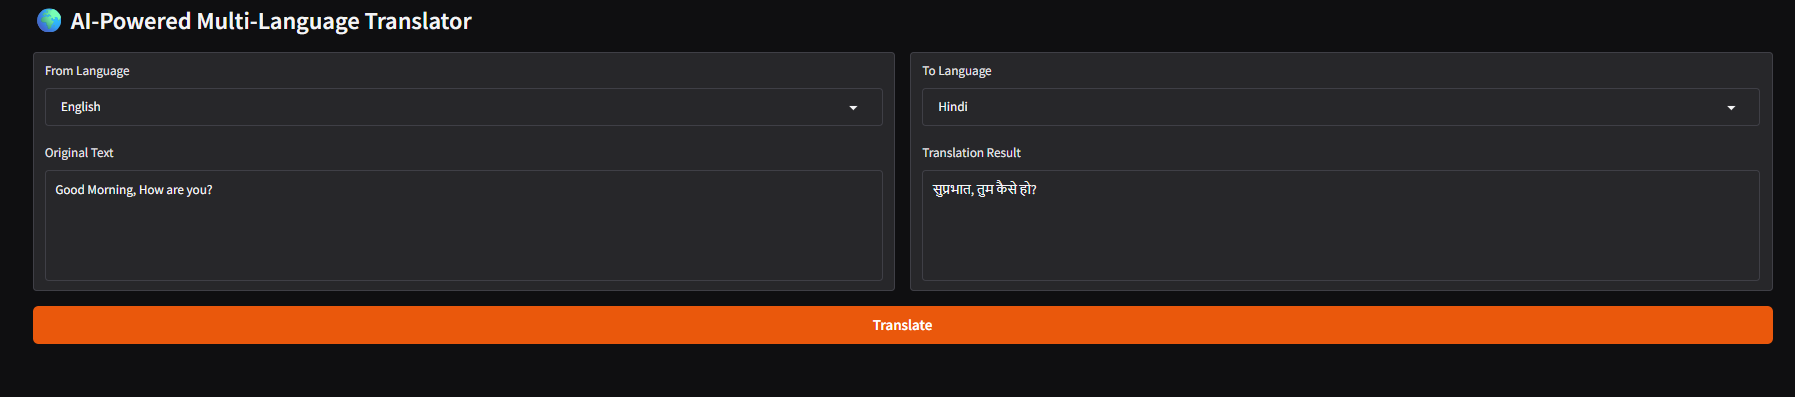 🌍 AI-Powered Multi-Language Translator
From Language
English
Original Text
Good Morning, How are you?
To Language
Hindi
Translation Result
सुप्रभात, तुम कैसे हो?
Translate